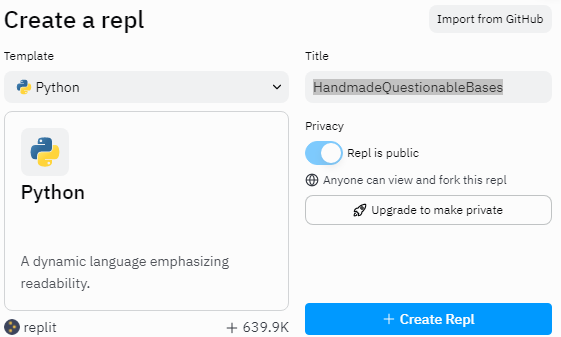 Create a repl
Import from GitHub
Template
Python
Python
A dynamic language emphasizing
readability.
replit
+ 639.9K
Title
HandmadeQuestionableBases
Privacy
Repl is public
Anyone can view and fork this repl
Upgrade to make private
+ Create Repl